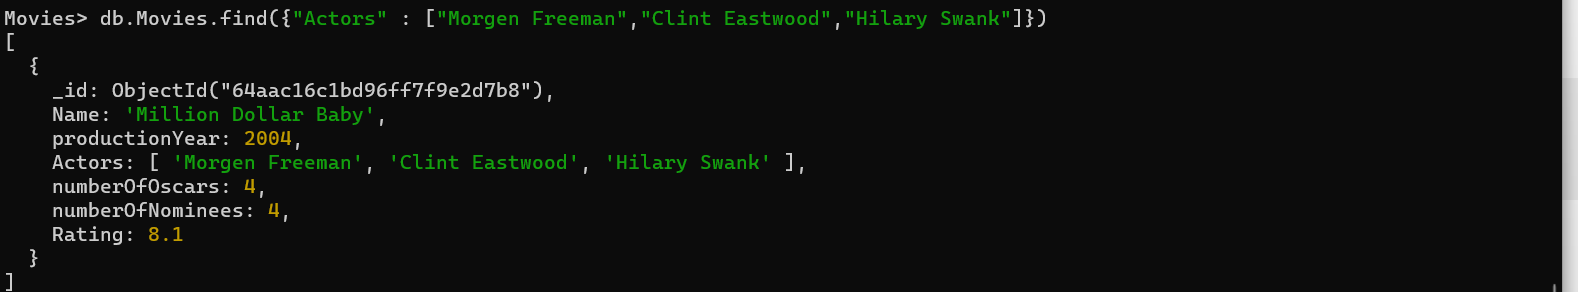 Movies> db.Movies.find({"Actors" : ["Morgen Freeman","Clint Eastwood","Hilary Swank"]})
[
  {
    _id: ObjectId("64aac16c1bd96ff7f9e2d7b8"),
    Name: 'Million Dollar Baby',
    productionYear: 2004,
    Actors: [ 'Morgen Freeman', 'Clint Eastwood', 'Hilary Swank' ],
    numberOfOscars: 4,
    numberOfNominees: 4,
    Rating: 8.1
  }
]